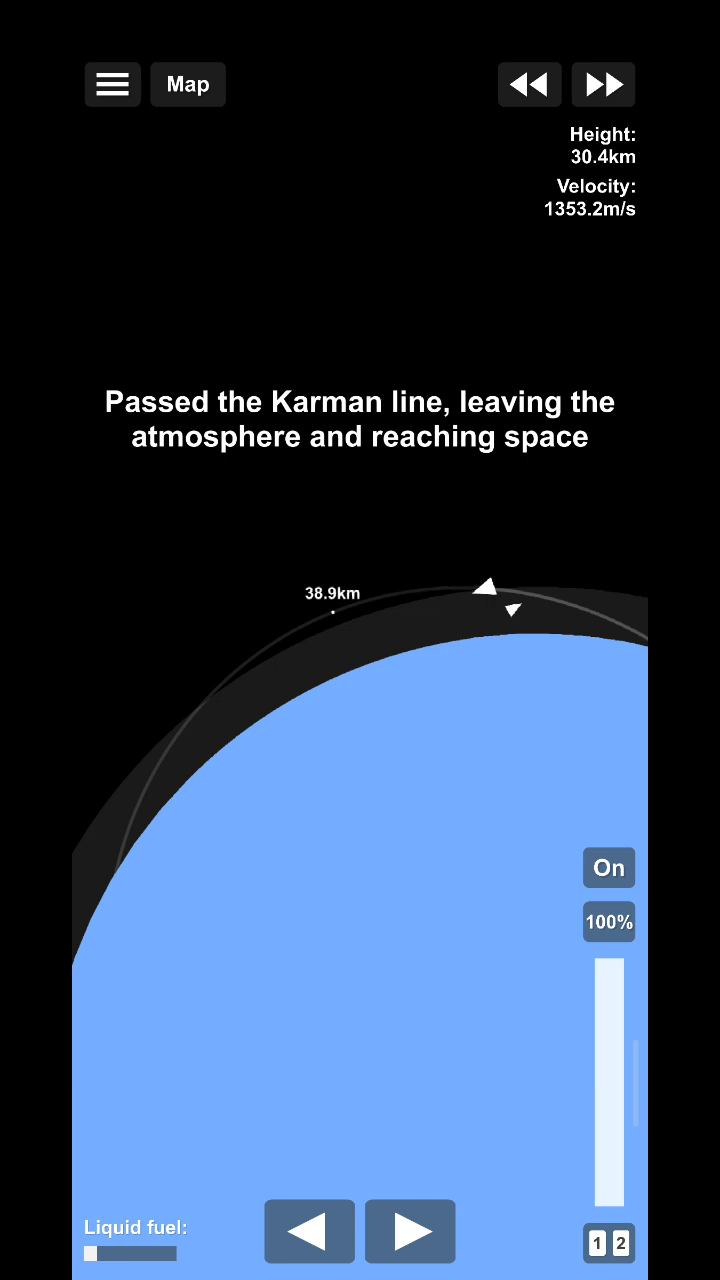 Map
Height:
30.4km
Velocity:
1353.2m/s
Passed the Karman line, leaving the
atmosphere and reaching space
38.9km
On
100%
Liquid fuel:
1 2